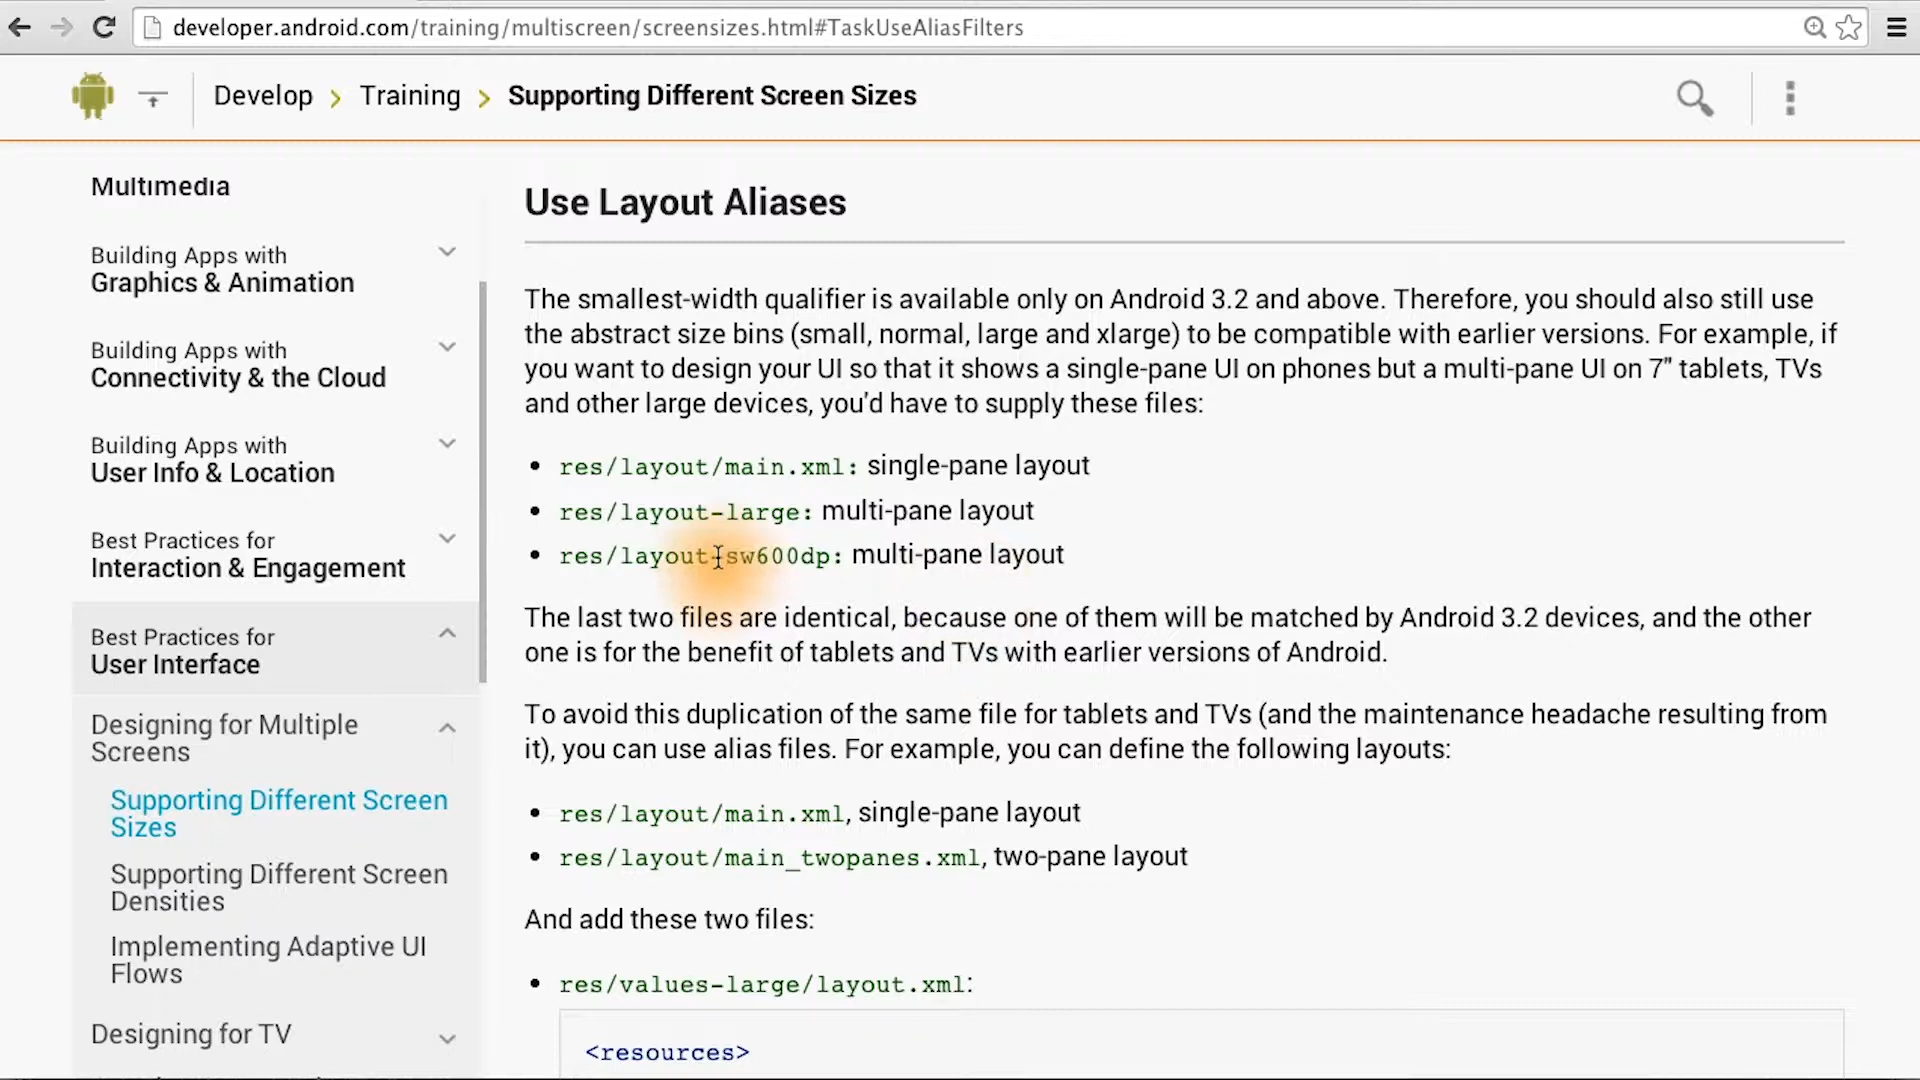 developer.android.com/training/multiscreen/screensizes.html#TaskUseAliasFilters
Develop > Training > Supporting Different Screen Sizes
Multimedia
Building Apps with
Graphics & Animation
Building Apps with
Connectivity & the Cloud
Building Apps with
User Info & Location
Best Practices for
Interaction & Engagement
Best Practices for
User Interface
Designing for Multiple
Screens
Supporting Different Screen
Sizes
Supporting Different Screen
Densities
Implementing Adaptive UI
Flows
Designing for TV
Use Layout Aliases
The smallest-width qualifier is available only on Android 3.2 and above. Therefore, you should also still use
the abstract size bins (small, normal, large and xlarge) to be compatible with earlier versions. For example, if
you want to design your UI so that it shows a single-pane UI on phones but a multi-pane UI on 7" tablets, TVs
and other large devices, you'd have to supply these files:
• res/layout/main.xml: single-pane layout
• res/layout-large: multi-pane layout
• res/layout-sw600dp: multi-pane layout
The last two files are identical, because one of them will be matched by Android 3.2 devices, and the other
one is for the benefit of tablets and TVs with earlier versions of Android.
To avoid this duplication of the same file for tablets and TVs (and the maintenance headache resulting from
it), you can use alias files. For example, you can define the following layouts:
• res/layout/main.xml, single-pane layout
• res/layout/main_twopanes.xml, two-pane layout
And add these two files:
• res/values-large/layout.xml:
<resources>